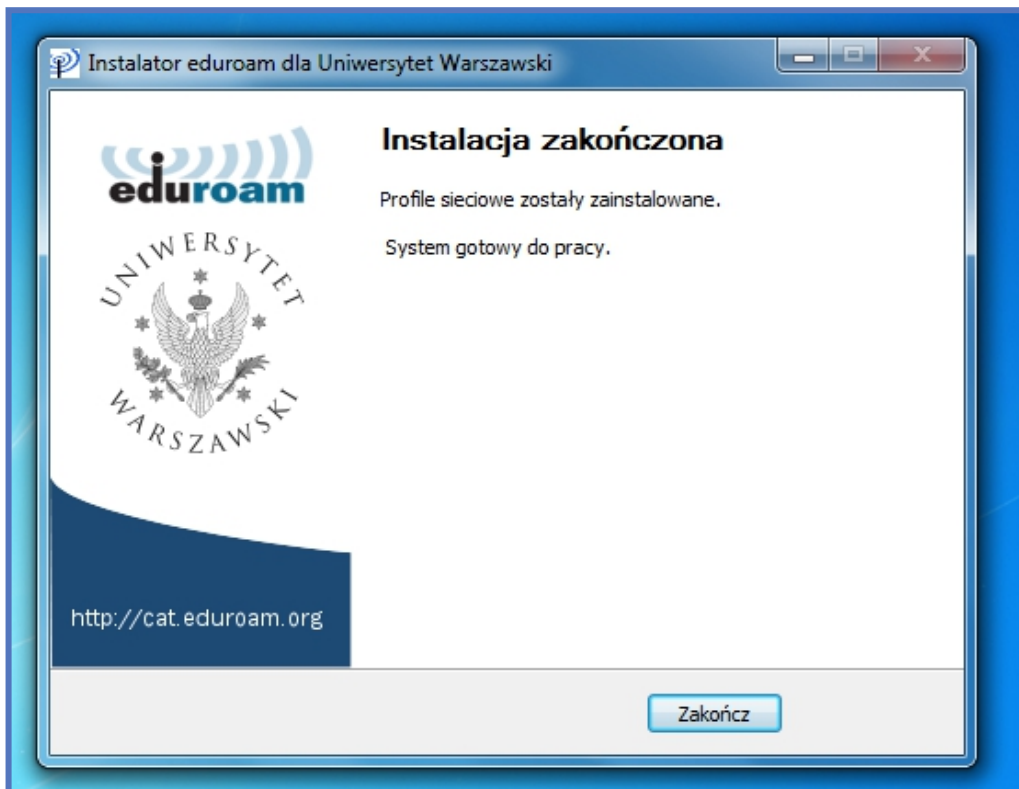 Instalator eduroam dla Uniwersytet Warszawski
eduroam
UNIWERSYTET
WARSZAWSKI
Instalacja zakończona
Profile sieciowe zostały zainstalowane.
System gotowy do pracy.
http://cat.eduroam.org
Zakończ